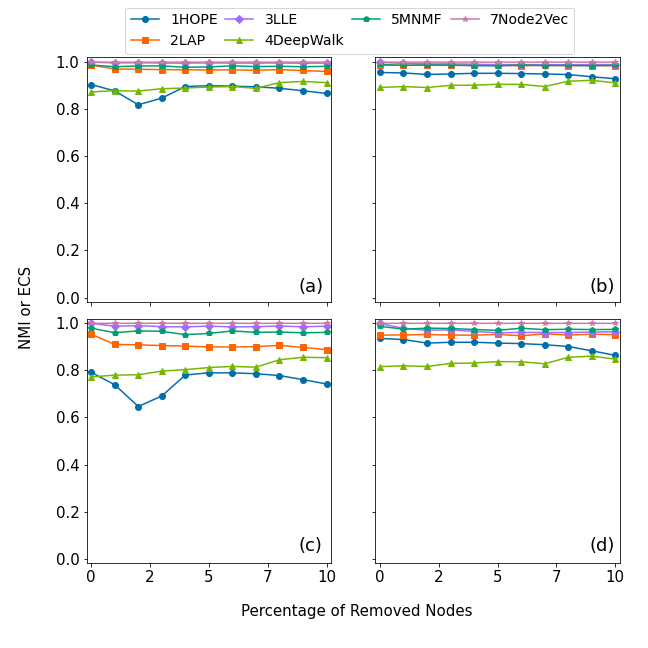 1HOPE 3LLE 5MNMF 7Node2Vec
2LAP 4DeepWalk
1.0
0.8
0.6
0.4
0.2
0.0
(a) (b)
NMI or ECS
1.0
0.8
0.6
0.4
0.2
0.0
(c) (d)
0 2 5 7 10 0 2 5 7 10
Percentage of Removed Nodes